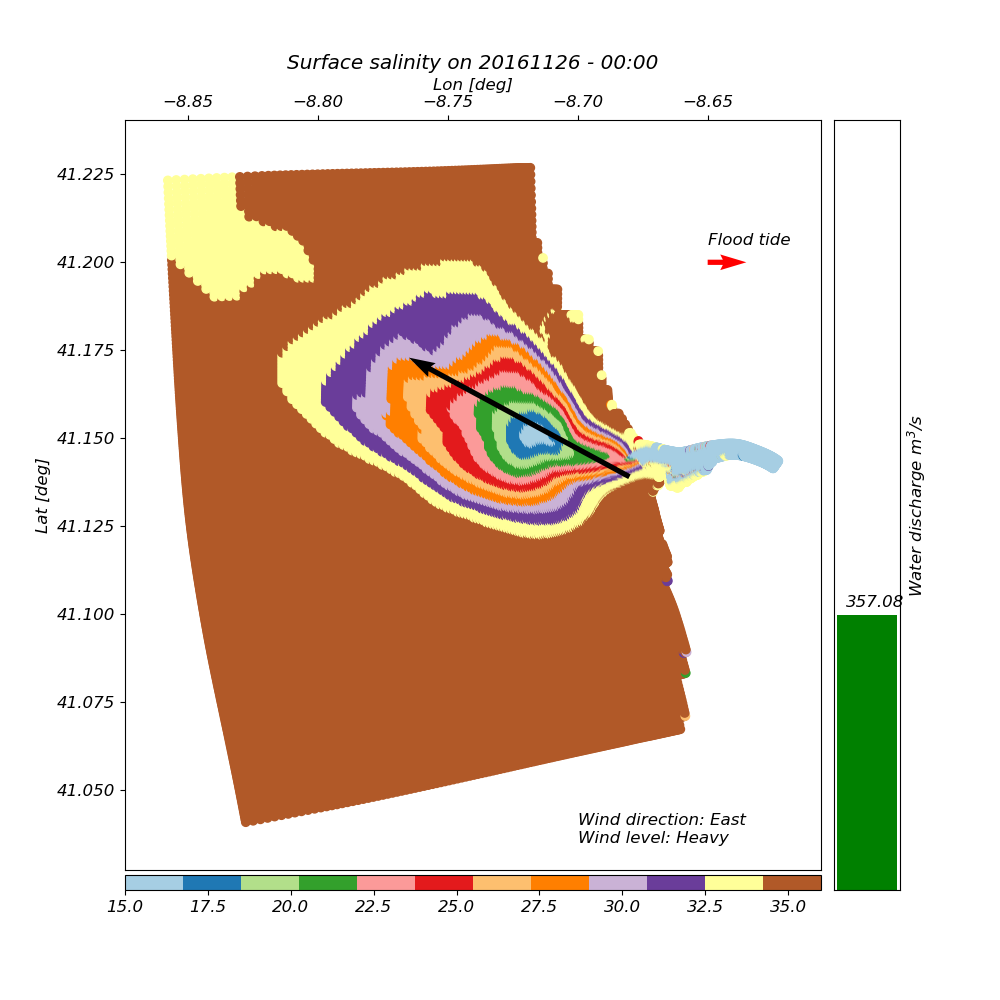 Surface salinity on 20161126 - 00:00
Lon [deg]
−8.85 −8.80 −8.75 −8.70 −8.65
41.225
41.200
41.175
41.150
41.125
41.100
41.075
41.050
Lat [deg]
Flood tide
Wind direction: East
Wind level: Heavy
357.08
Water discharge m³/s
15.0 17.5 20.0 22.5 25.0 27.5 30.0 32.5 35.0